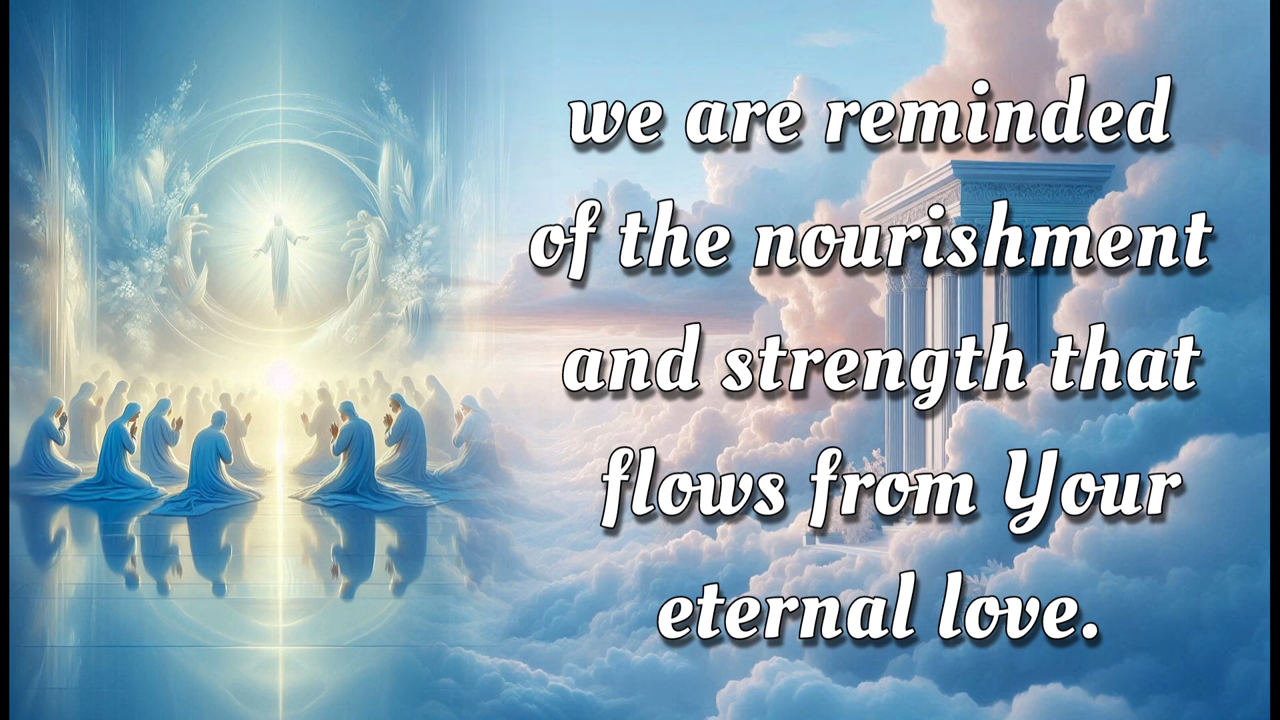 we are reminded
of the nourishment
and strength that
flows from Your
eternal love.